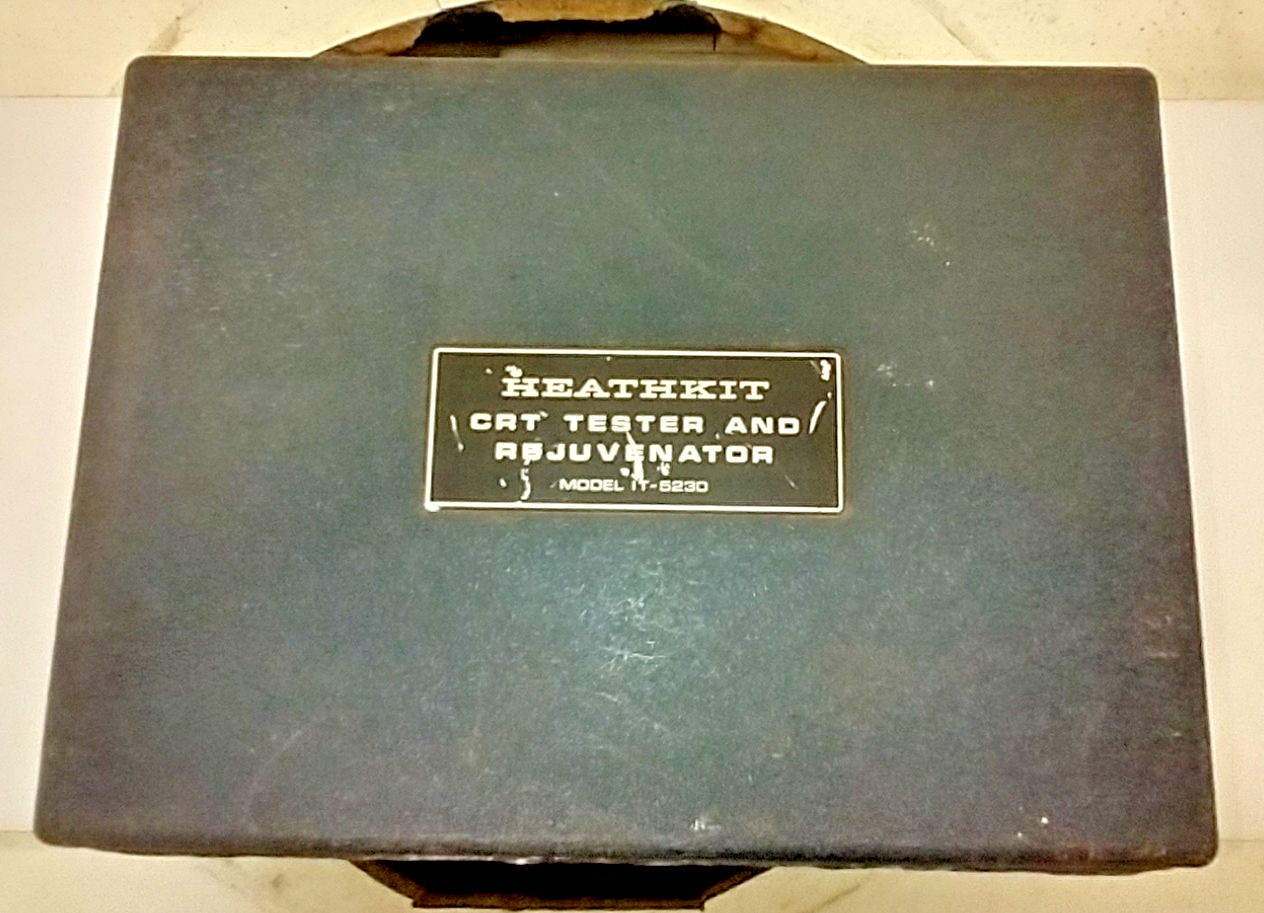 HEATHKIT
CRT TESTER AND
REJUVENATOR
MODEL IT-5230